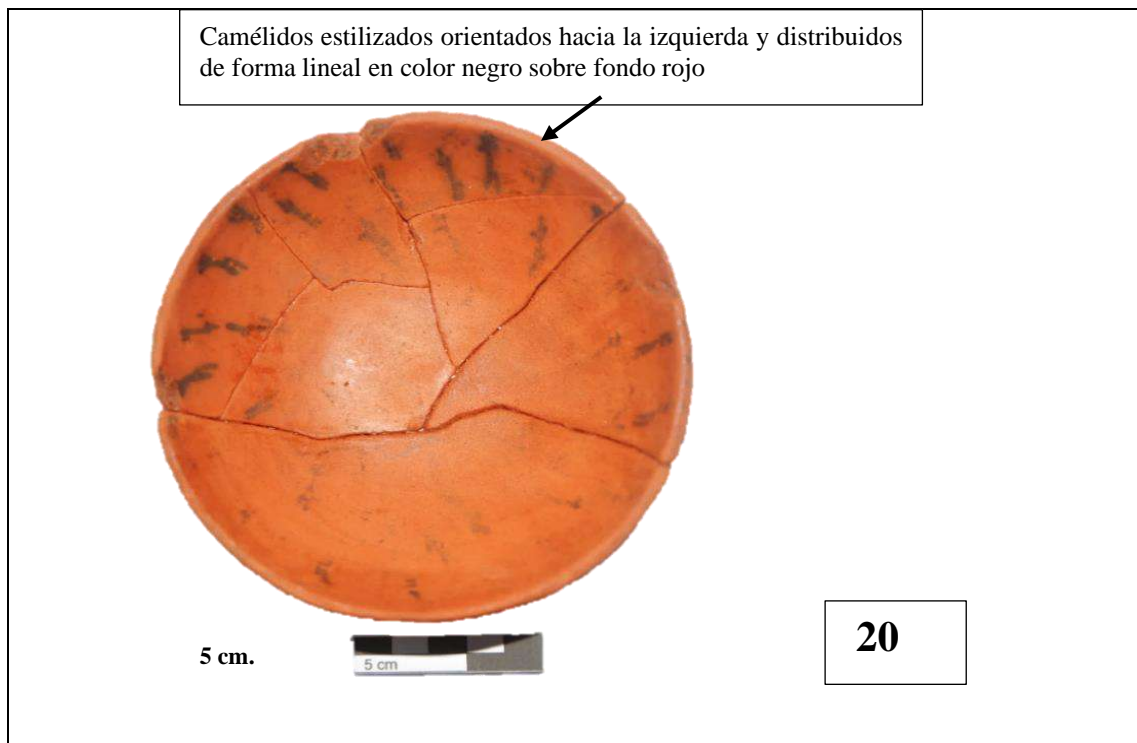 Camélidos estilizados orientados hacia la izquierda y distribuidos
de forma lineal en color negro sobre fondo rojo
5 cm.
5 cm
20